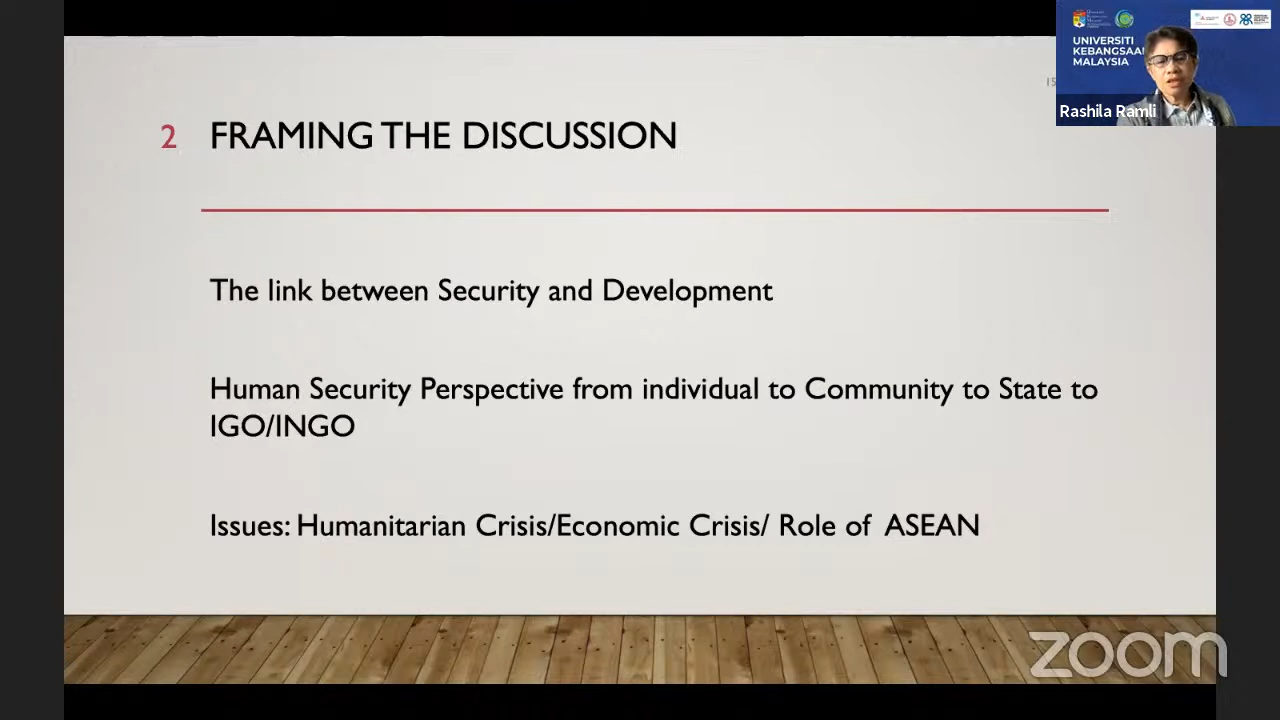 UNIVERSITI
KEBANGSAAN
MALAYSIA
Rashila Ramli
15
2 FRAMING THE DISCUSSION
The link between Security and Development
Human Security Perspective from individual to Community to State to
IGO/INGO
Issues: Humanitarian Crisis/Economic Crisis/ Role of ASEAN
zoom